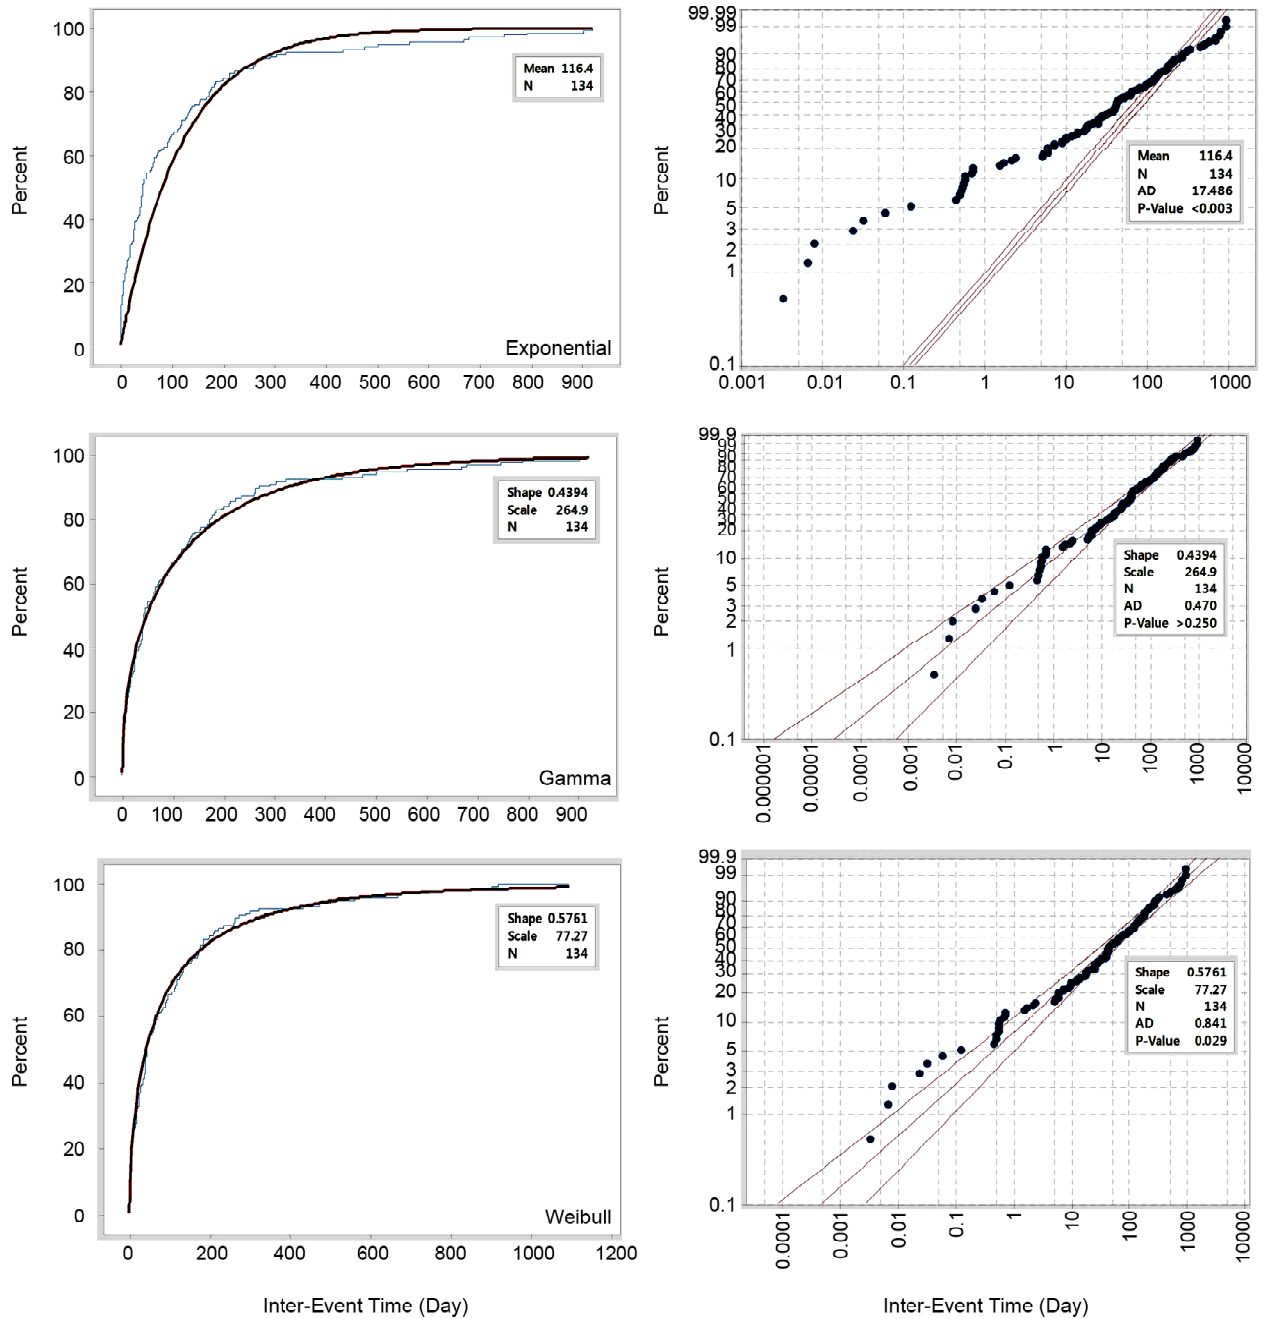 Percent
100
80
60
40
20
0
Mean 116.4
N 134
Exponential
0 100 200 300 400 500 600 700 800 900
Percent
99.99
99
90
80
70
60
50
40
30
20
10
5
3
2
1
0.1
Mean 116.4
N 134
AD 17.486
P-Value <0.003
0.001 0.01 0.1 1 10 100 1000
Percent
100
80
60
40
20
0
Shape 0.4394
Scale 264.9
N 134
Gamma
0 100 200 300 400 500 600 700 800 900
Percent
99.9
99
90
80
70
60
50
40
30
20
10
5
3
2
1
0.1
Shape 0.4394
Scale 264.9
N 134
AD 0.470
P-Value >0.250
0.000001 0.00001 0.0001 0.001 0.01 0.1 1 10 100 1000 10000
Percent
100
80
60
40
20
0
Shape 0.5761
Scale 77.27
N 134
Weibull
0 200 400 600 800 1000 1200
Inter-Event Time (Day)
Percent
99.9
99
90
80
70
60
50
40
30
20
10
5
3
2
1
0.1
Shape 0.5761
Scale 77.27
N 134
AD 0.841
P-Value 0.029
0.0001 0.001 0.01 0.1 1 10 100 1000 10000
Inter-Event Time (Day)